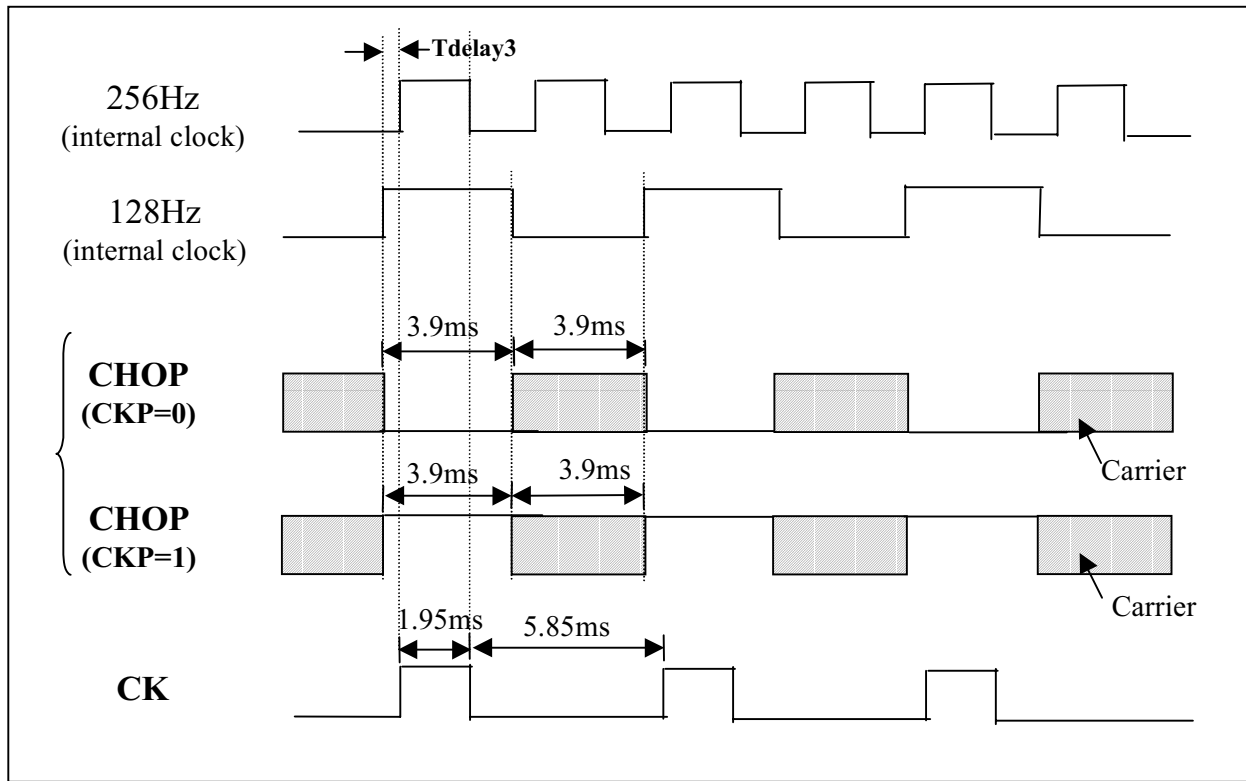 Tdelay3
256Hz
(internal clock)
128Hz
(internal clock)
3.9ms 3.9ms
CHOP
(CKP=0)
Carrier
3.9ms 3.9ms
CHOP
(CKP=1)
Carrier
1.95ms 5.85ms
CK